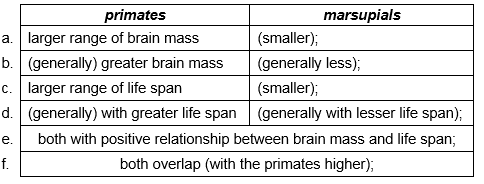 primates marsupials
a. larger range of brain mass (smaller);
b. (generally) greater brain mass (generally less);
c. larger range of life span (smaller);
d. (generally) with greater life span (generally with lesser life span);
e. both with positive relationship between brain mass and life span;
f. both overlap (with the primates higher);